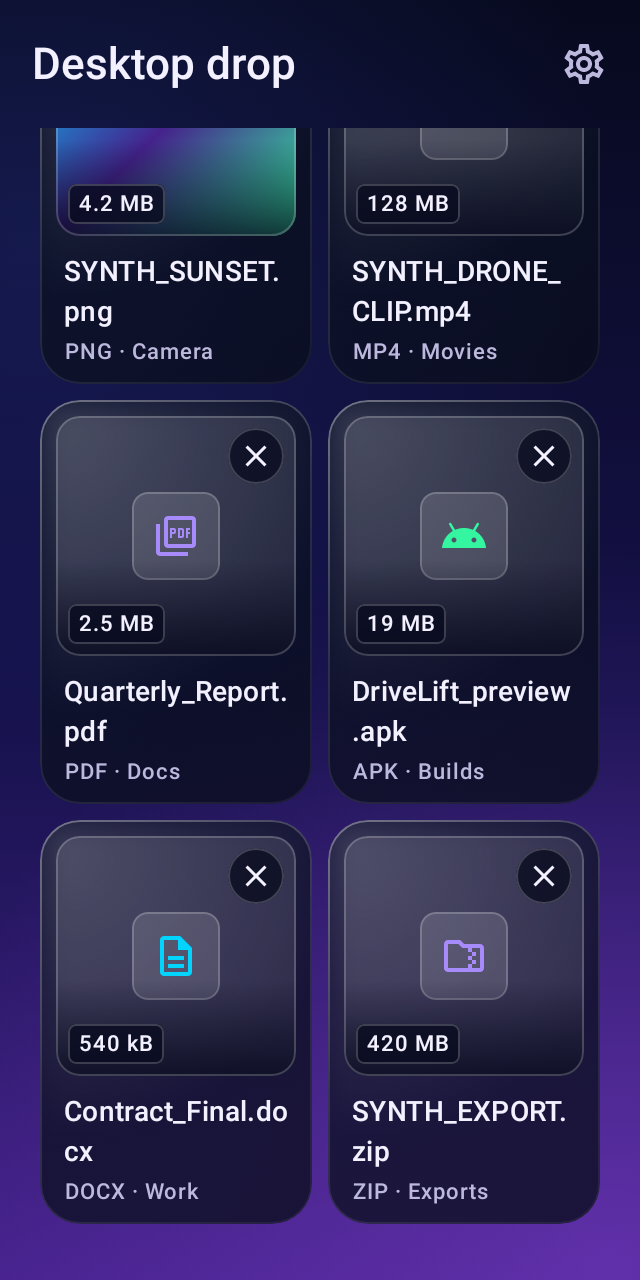 Desktop drop
4.2 MB
128 MB
SYNTH_SUNSET.
png
PNG · Camera
SYNTH_DRONE_
CLIP.mp4
MP4 · Movies
PDF
2.5 MB
19 MB
Quarterly_Report.
pdf
PDF · Docs
DriveLift_preview
.apk
APK · Builds
540 kB
420 MB
Contract_Final.do
cx
DOCX · Work
SYNTH_EXPORT.
zip
ZIP · Exports